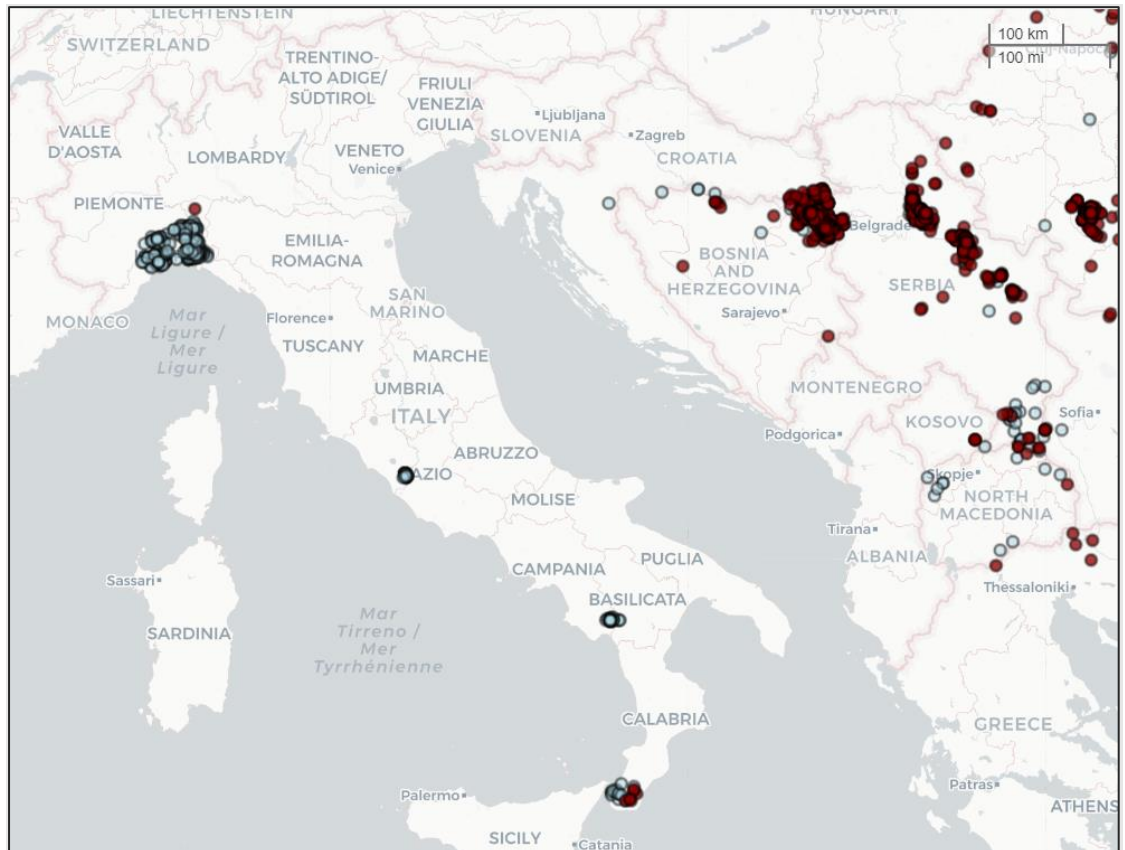 LIECHTENSTEIN
HUNGARY
SWITZERLAND
100 km
100 mi
Cluj-Napoca
TRENTINO-
ALTO ADIGE/
SÜDTIROL
FRIULI
VENEZIA
GIULIA
Ljubljana
SLOVENIA
VALLE
D'AOSTA
Zagreb
LOMBARDY
VENETO
Venice
CROATIA
PIEMONTE
EMILIA-
ROMAGNA
Belgrade
BOSNIA
AND
HERZEGOVINA
SERBIA
SAN
MARINO
Sarajevo
MONACO
Mar
Ligure /
Mer
Ligure
Florence
TUSCANY
MARCHE
UMBRIA
MONTENEGRO
ITALY
KOSOVO
Sofia
Podgorica
ABRUZZO
AZIO
Skopje
MOLISE
NORTH
MACEDONIA
Tirana
ALBANIA
PUGLIA
CAMPANIA
Sassari
BASILICATA
Thessaloniki
SARDINIA
Mar
Tirreno /
Mer
Tyrrhénienne
CALABRIA
GREECE
Patras
Palermo
ATHENS
SICILY
Catania